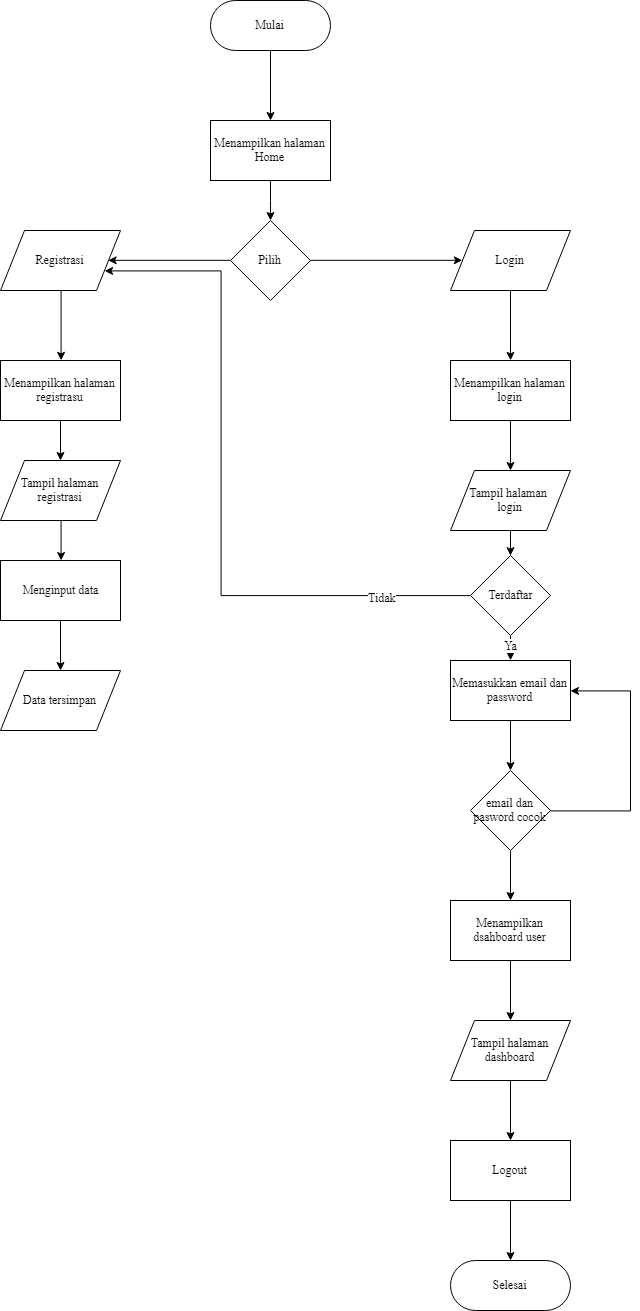 Mulai
Menampilkan halaman
Home
Registrasi
Pilih
Login
Menampilkan halaman
registrasu
Menampilkan halaman
login
Tampil halaman
registrasi
Tampil halaman
login
Menginput data
Tidak
Terdaftar
Ya
Data tersimpan
Memasukkan email dan
password
email dan
pasword cocok
Menampilkan
dsahboard user
Tampil halaman
dashboard
Logout
Selesai